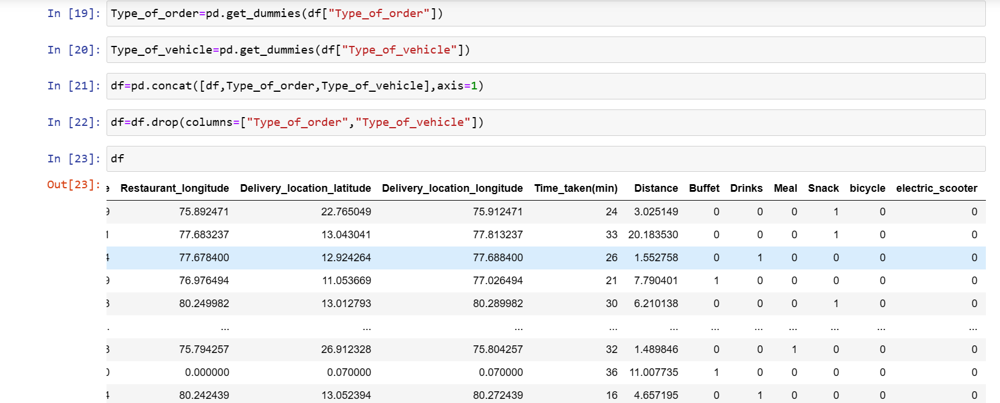 In [19]: Type_of_order=pd.get_dummies(df["Type_of_order"])
In [20]: Type_of_vehicle=pd.get_dummies(df["Type_of_vehicle"])
In [21]: df=pd.concat([df,Type_of_order,Type_of_vehicle],axis=1)
In [22]: df=df.drop(columns=["Type_of_order","Type_of_vehicle"])
In [23]: df
Out[23]: e Restaurant_longitude Delivery_location_latitude Delivery_location_longitude Time_taken(min) Distance Buffet Drinks Meal Snack bicycle electric_scooter
9 75.892471 22.765049 75.912471 24 3.025149 0 0 0 1 0 0
1 77.683237 13.043041 77.813237 33 20.183530 0 0 0 1 0 0
4 77.678400 12.924264 77.688400 26 1.552758 0 1 0 0 0 0
9 76.976494 11.053669 77.026494 21 7.790401 1 0 0 0 0 0
3 80.249982 13.012793 80.289982 30 6.210138 0 0 0 1 0 0
. ... ... ... ... ... ... ... ... ... ... ...
3 75.794257 26.912328 75.804257 32 1.489846 0 0 1 0 0 0
0 0.000000 0.070000 0.070000 36 11.007735 1 0 0 0 0 0
4 80.242439 13.052394 80.272439 16 4.657195 0 1 0 0 0 0